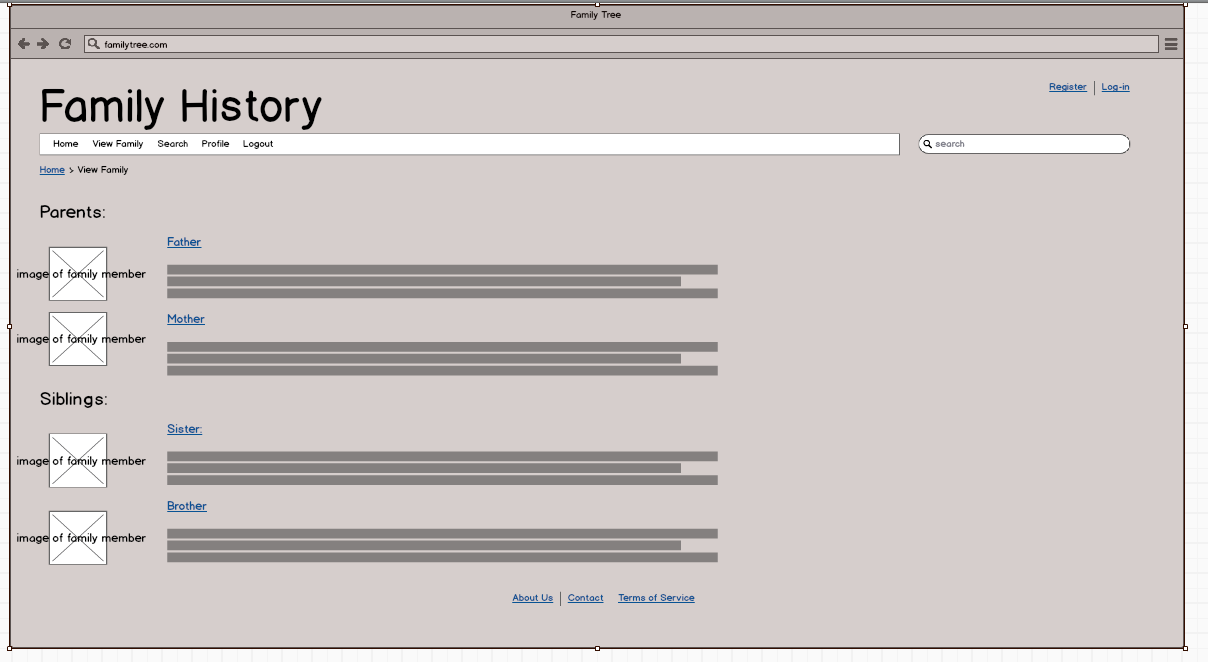 Family Tree
familytree.com
Register | Log-in
Family History
Home View Family Search Profile Logout
search
Home > View Family
Parents:
Father
image of family member
Mother
image of family member
Siblings:
Sister:
image of family member
Brother
image of family member
About Us | Contact Terms of Service